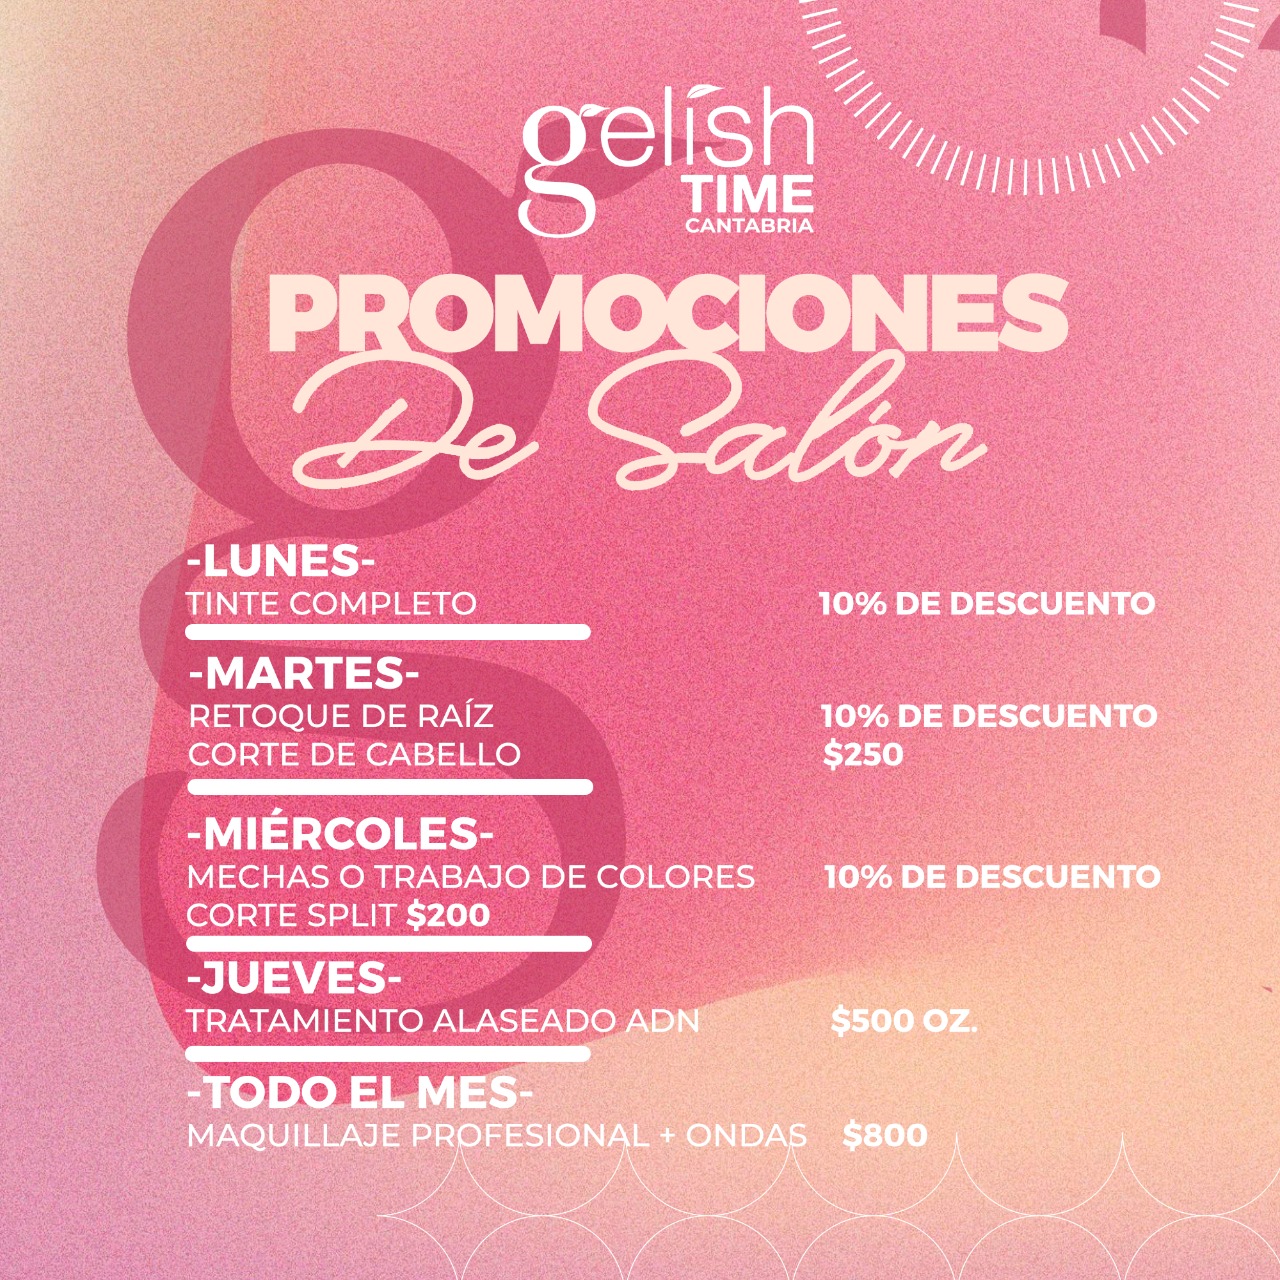 gelish
TIME
CANTABRIA
PROMOCIONES
De Salón
-LUNES-
TINTE COMPLETO 10% DE DESCUENTO
-MARTES-
RETOQUE DE RAÍZ 10% DE DESCUENTO
CORTE DE CABELLO $250
-MIÉRCOLES-
MECHAS O TRABAJO DE COLORES 10% DE DESCUENTO
CORTE SPLIT $200
-JUEVES-
TRATAMIENTO ALASEADO ADN $500 OZ.
-TODO EL MES-
MAQUILLAJE PROFESIONAL + ONDAS $800